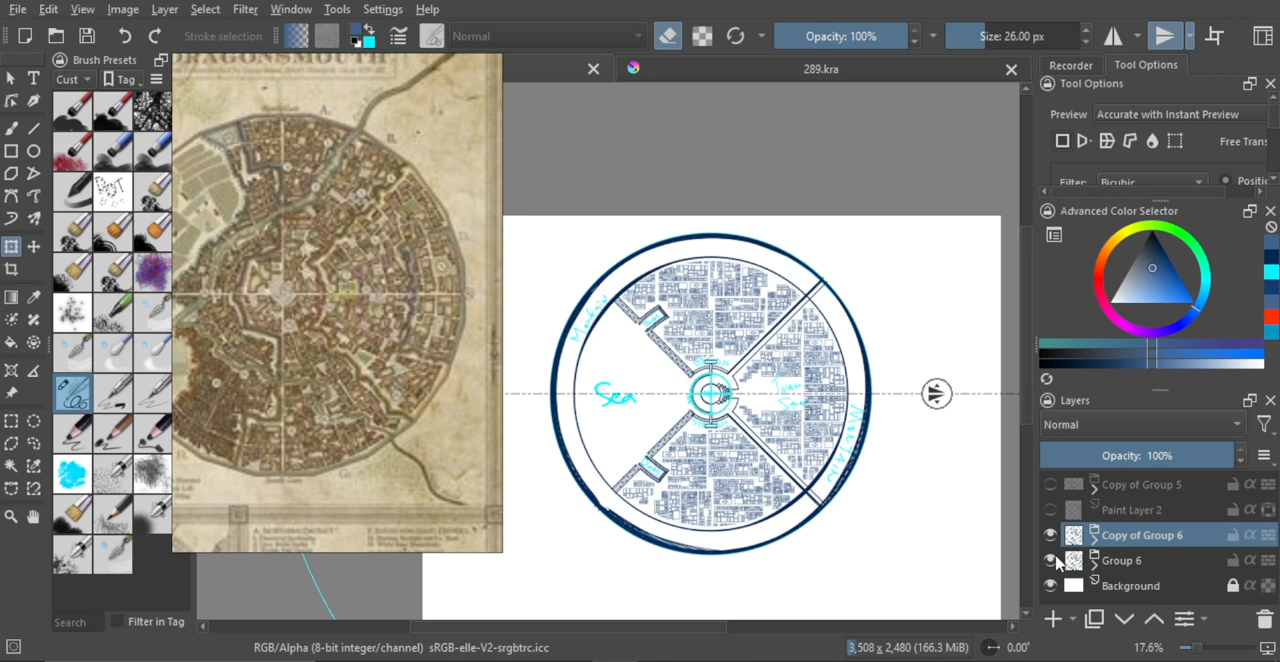 File Edit View Image Layer Select Filter Window Tools Settings Help
Stroke selection Normal Opacity: 100% Size: 26.00 px
Brush Presets
Cust Tag
DRAGONSMOUTH
289.kra
Recorder Tool Options
Tool Options
Preview Accurate with Instant Preview
Free Trans
Filter: Bicubic Positio
Advanced Color Selector
A.
B.
Sea
Mountain
Layers
Normal
Opacity: 100%
Copy of Group 5
Paint Layer 2
Copy of Group 6
Group 6
Background
Search Filter in Tag
RGB/Alpha (8-bit integer/channel) sRGB-elle-V2-srgbtrc.icc 3,508 x 2,480 (166.3 MiB) 0.00° 17.6%